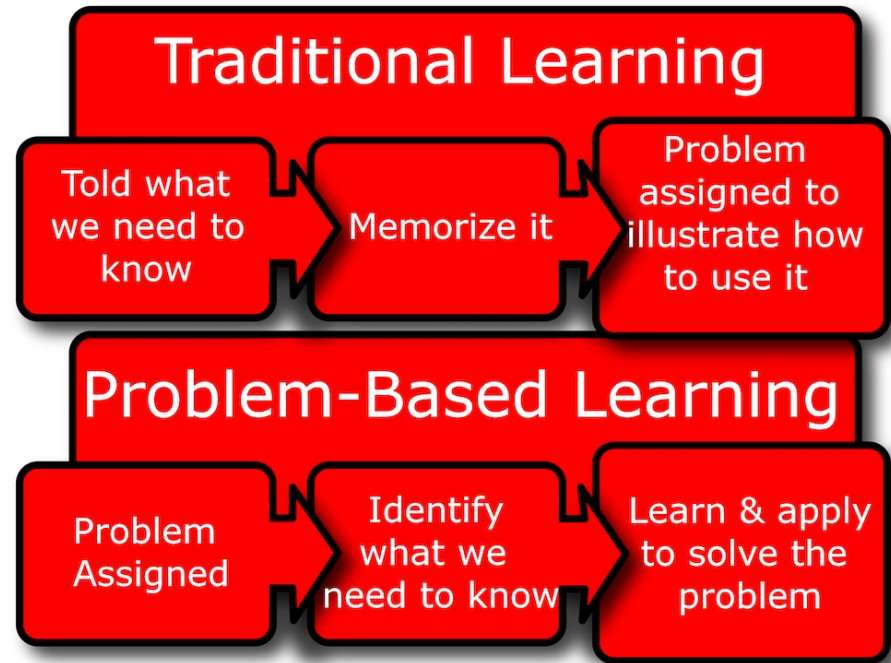 Traditional Learning
Told what
we need to
know
Memorize it
Problem
assigned to
illustrate how
to use it
Problem-Based Learning
Problem
Assigned
Identify
what we
need to know
Learn & apply
to solve the
problem